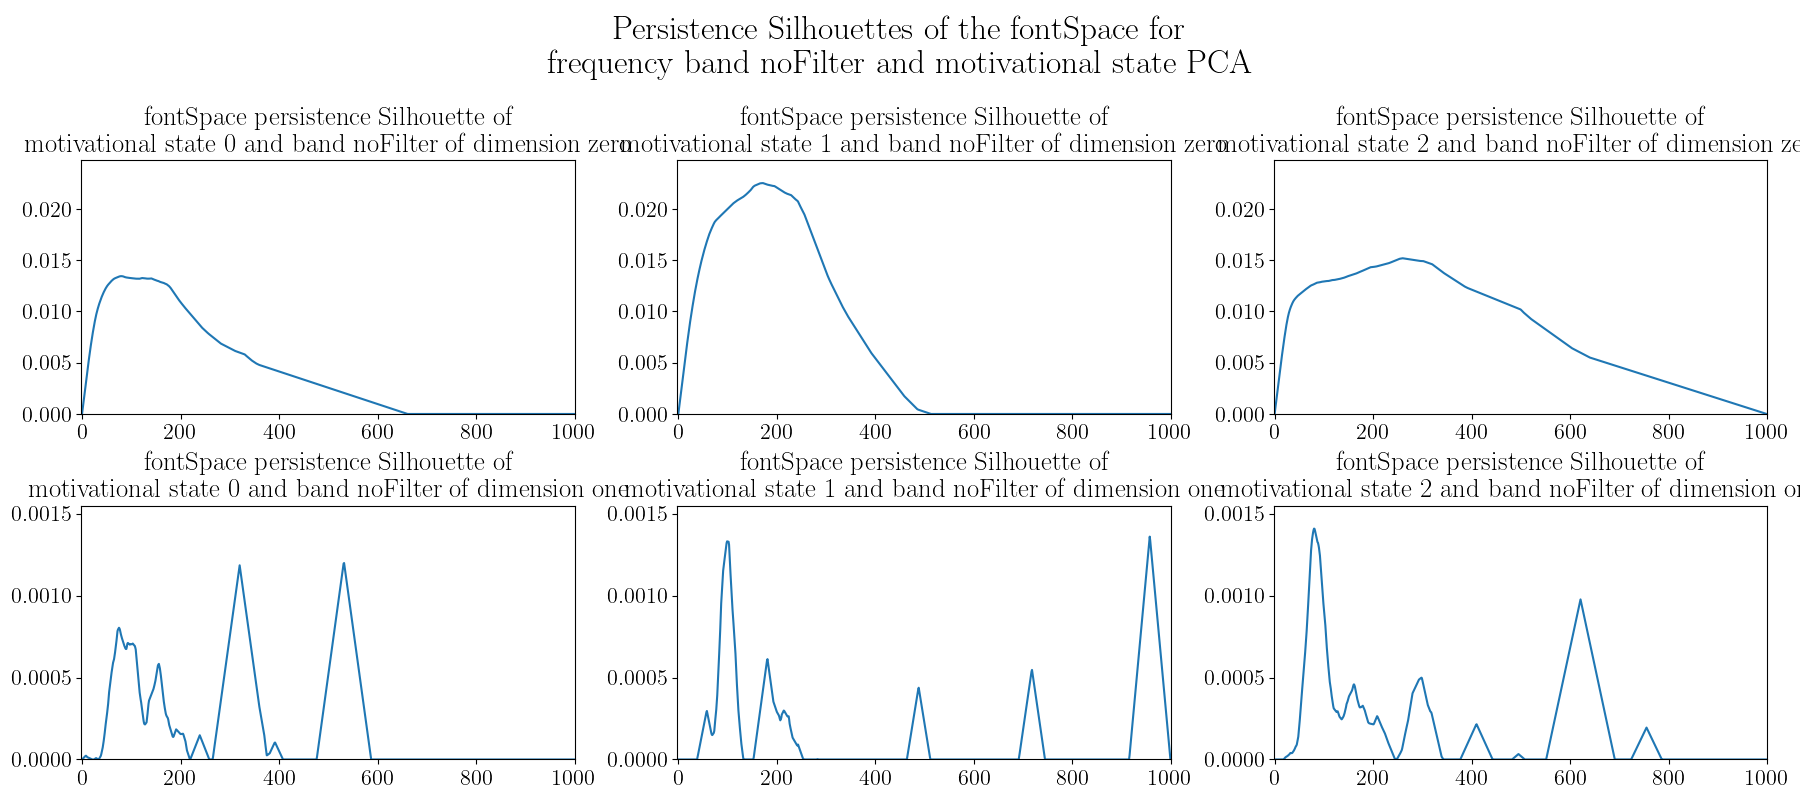 Persistence Silhouettes of the fontSpace for
frequency band noFilter and motivational state PCA
fontSpace persistence Silhouette of
motivational state 0 and band noFilter of dimension zero
fontSpace persistence Silhouette of
motivational state 1 and band noFilter of dimension zero
fontSpace persistence Silhouette of
motivational state 2 and band noFilter of dimension ze
0.020
0.015
0.010
0.005
0.000
0 200 400 600 800 1000
0.020
0.015
0.010
0.005
0.000
0 200 400 600 800 1000
0.020
0.015
0.010
0.005
0.000
0 200 400 600 800 1000
fontSpace persistence Silhouette of
motivational state 0 and band noFilter of dimension one
fontSpace persistence Silhouette of
motivational state 1 and band noFilter of dimension one
fontSpace persistence Silhouette of
motivational state 2 and band noFilter of dimension on
0.0015
0.0010
0.0005
0.0000
0 200 400 600 800 1000
0.0015
0.0010
0.0005
0.0000
0 200 400 600 800 1000
0.0015
0.0010
0.0005
0.0000
0 200 400 600 800 1000